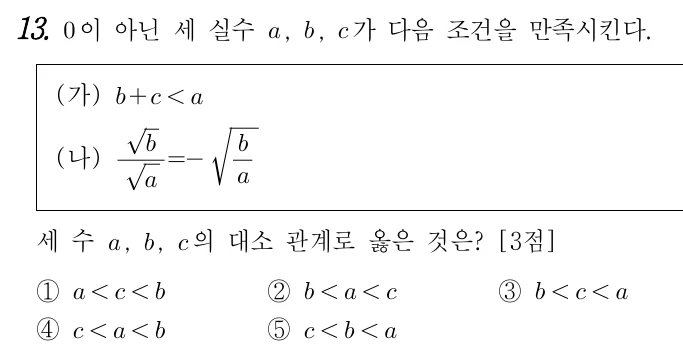 13. 0이 아닌 세 실수 a, b, c가 다음 조건을 만족시킨다.
(가) b+c<a
(나) √b/√a=-√(b/a)
세 수 a, b, c의 대소 관계로 옳은 것은? [3점]
① a<c<b ② b<a<c ③ b<c<a
④ c<a<b ⑤ c<b<a